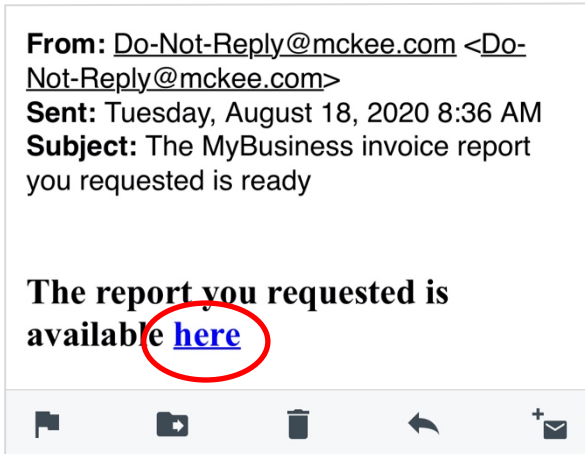 From: Do-Not-Reply@mckee.com <Do-
Not-Reply@mckee.com>
Sent: Tuesday, August 18, 2020 8:36 AM
Subject: The MyBusiness invoice report
you requested is ready
The report you requested is
available here